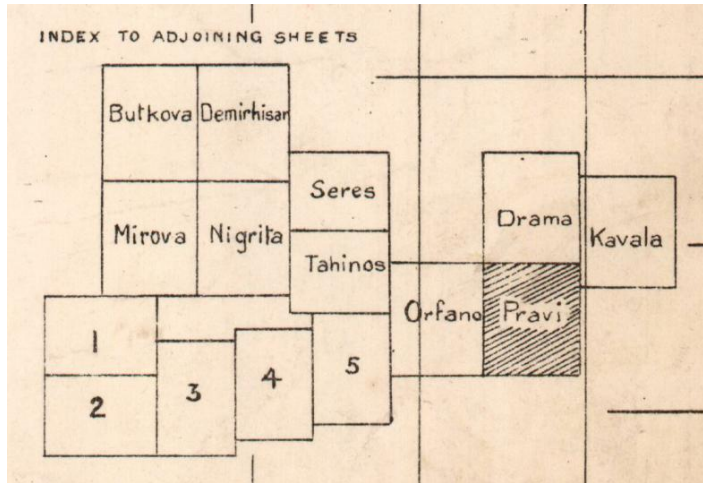 INDEX TO ADJOINING SHEETS
Butkova Demirhisar
Seres
Drama
Mirova Nigrita
Kavala
Tahinos
Orfano Pravi
1
5
4
3
2